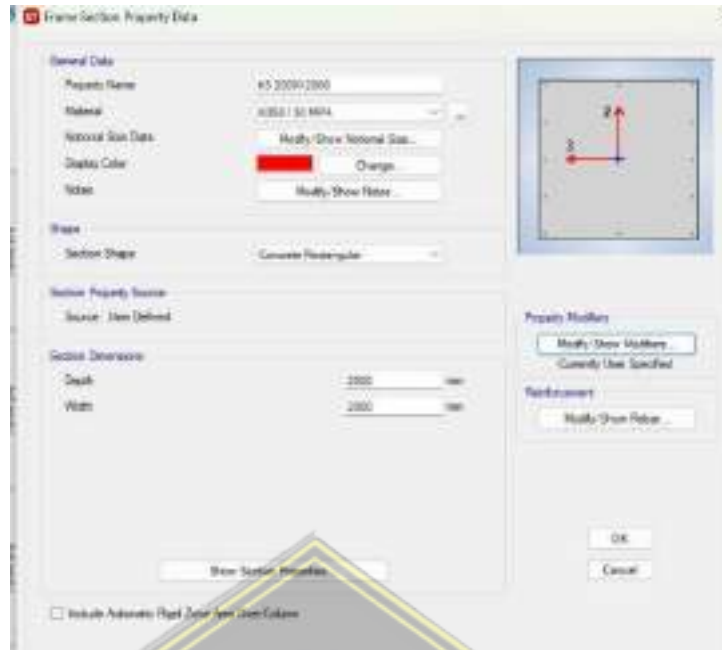 Frame Section Property Data
General Data
Property Name
Material
Notional Size Data
Modify/Show Notional Size...
Display Color
Change...
Notes
Modify/Show Notes...
Shape
Section Shape
Concrete Rectangular
Section Property Source
Source: User Defined
Section Dimensions
Depth
2000
mm
Width
2000
mm
Show Section Properties...
Include Automatic Rigid Zone Area Over Column
2
3
Property Modifiers
Modify/Show Modifiers...
Currently User Specified
Reinforcement
Modify/Show Rebar...
OK
Cancel